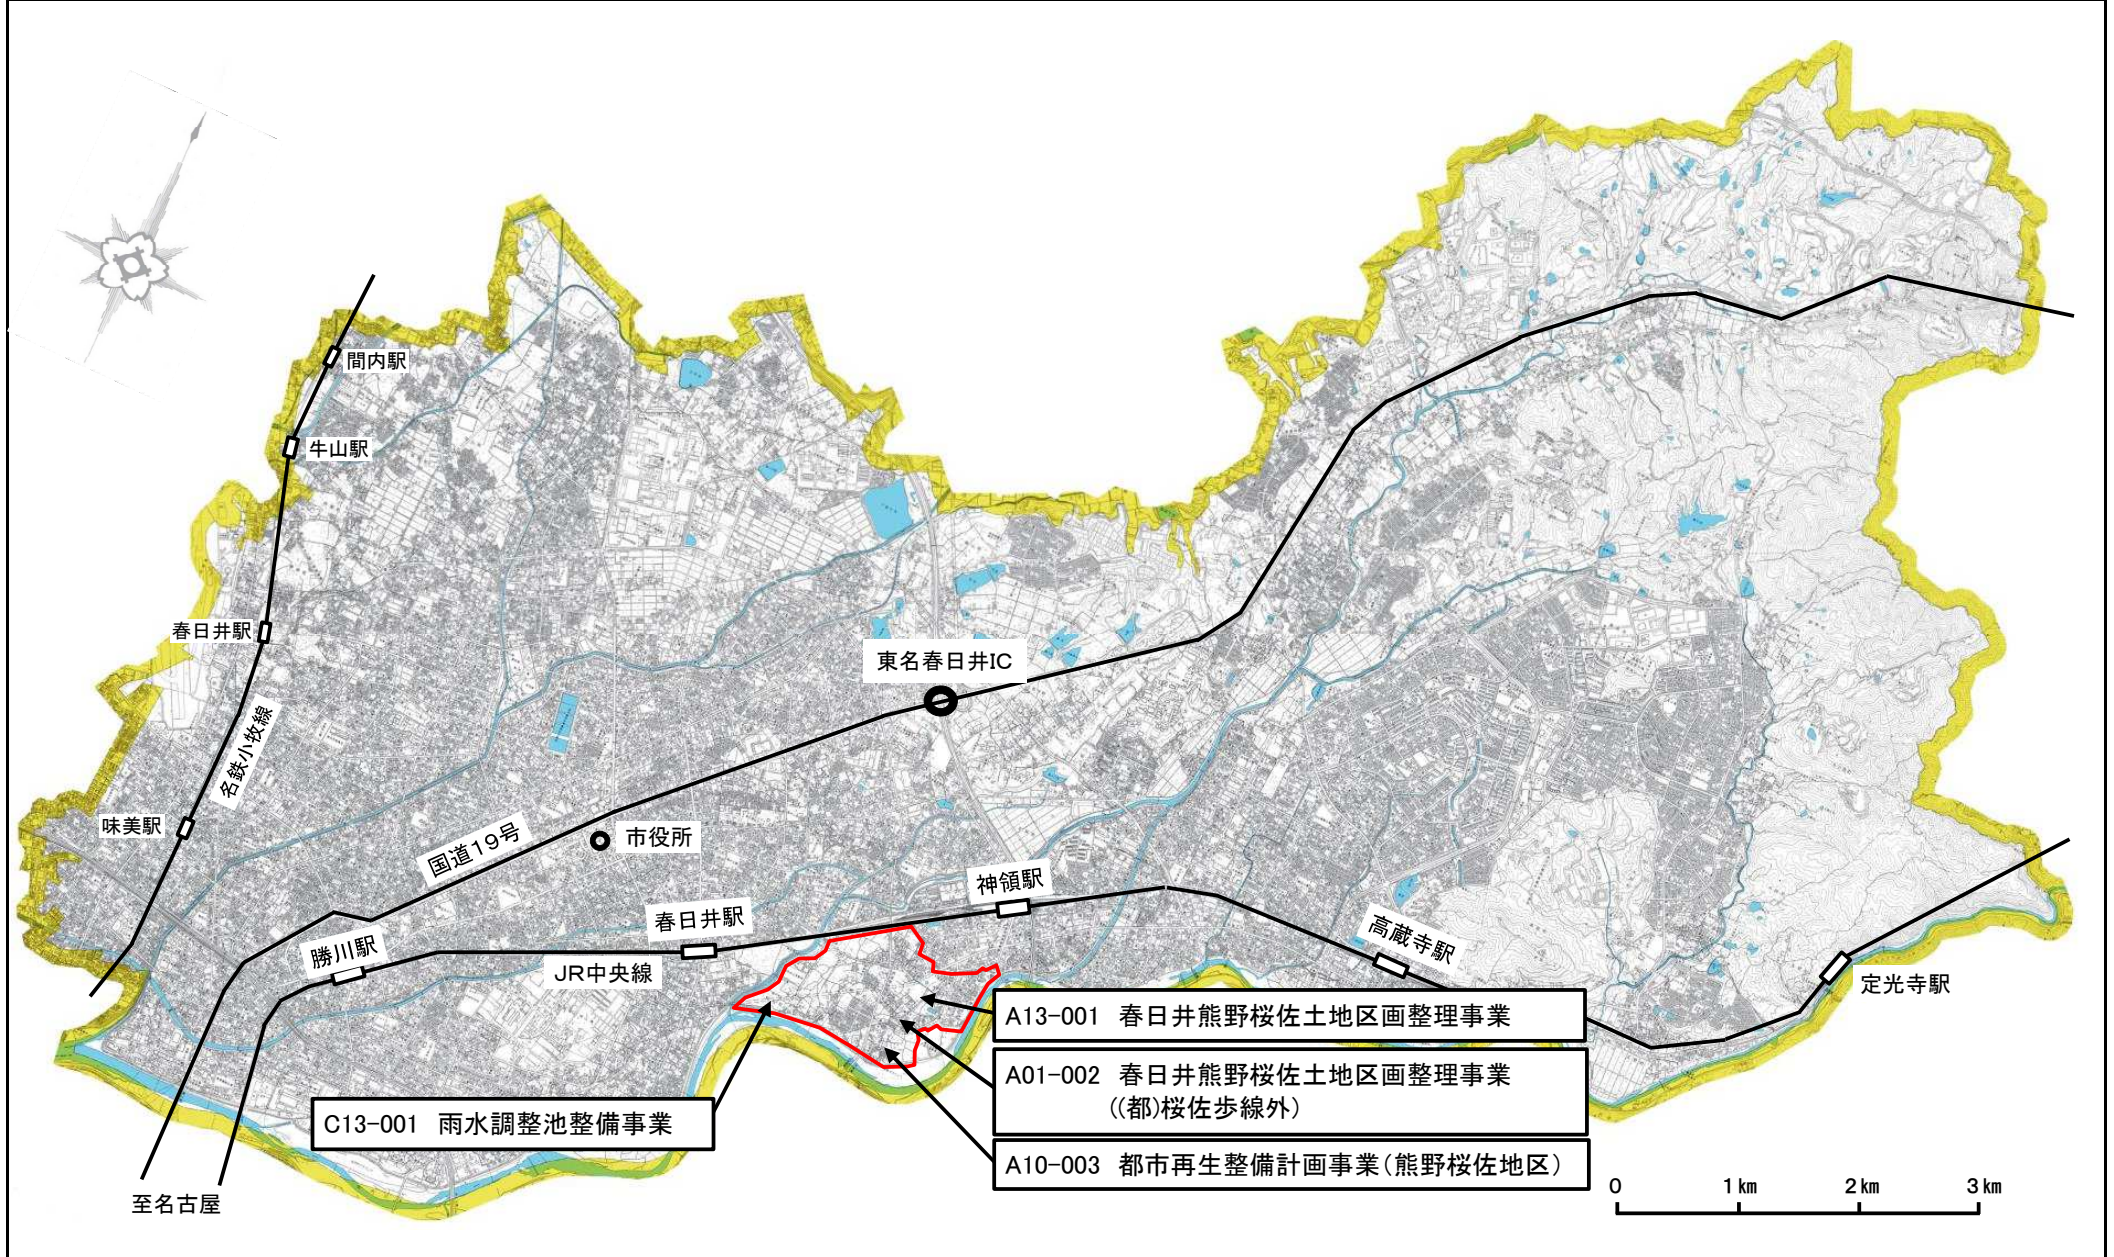 間内駅
牛山駅
春日井駅
東名春日井IC
名鉄小牧線
味美駅
国道19号
市役所
神領駅
春日井駅
勝川駅
高蔵寺駅
JR中央線
定光寺駅
A13-001 春日井熊野桜佐土地区画整理事業
A01-002 春日井熊野桜佐土地区画整理事業
((都)桜佐歩線外)
C13-001 雨水調整池整備事業
A10-003 都市再生整備計画事業(熊野桜佐地区)
至名古屋
0 1㎞ 2㎞ 3㎞